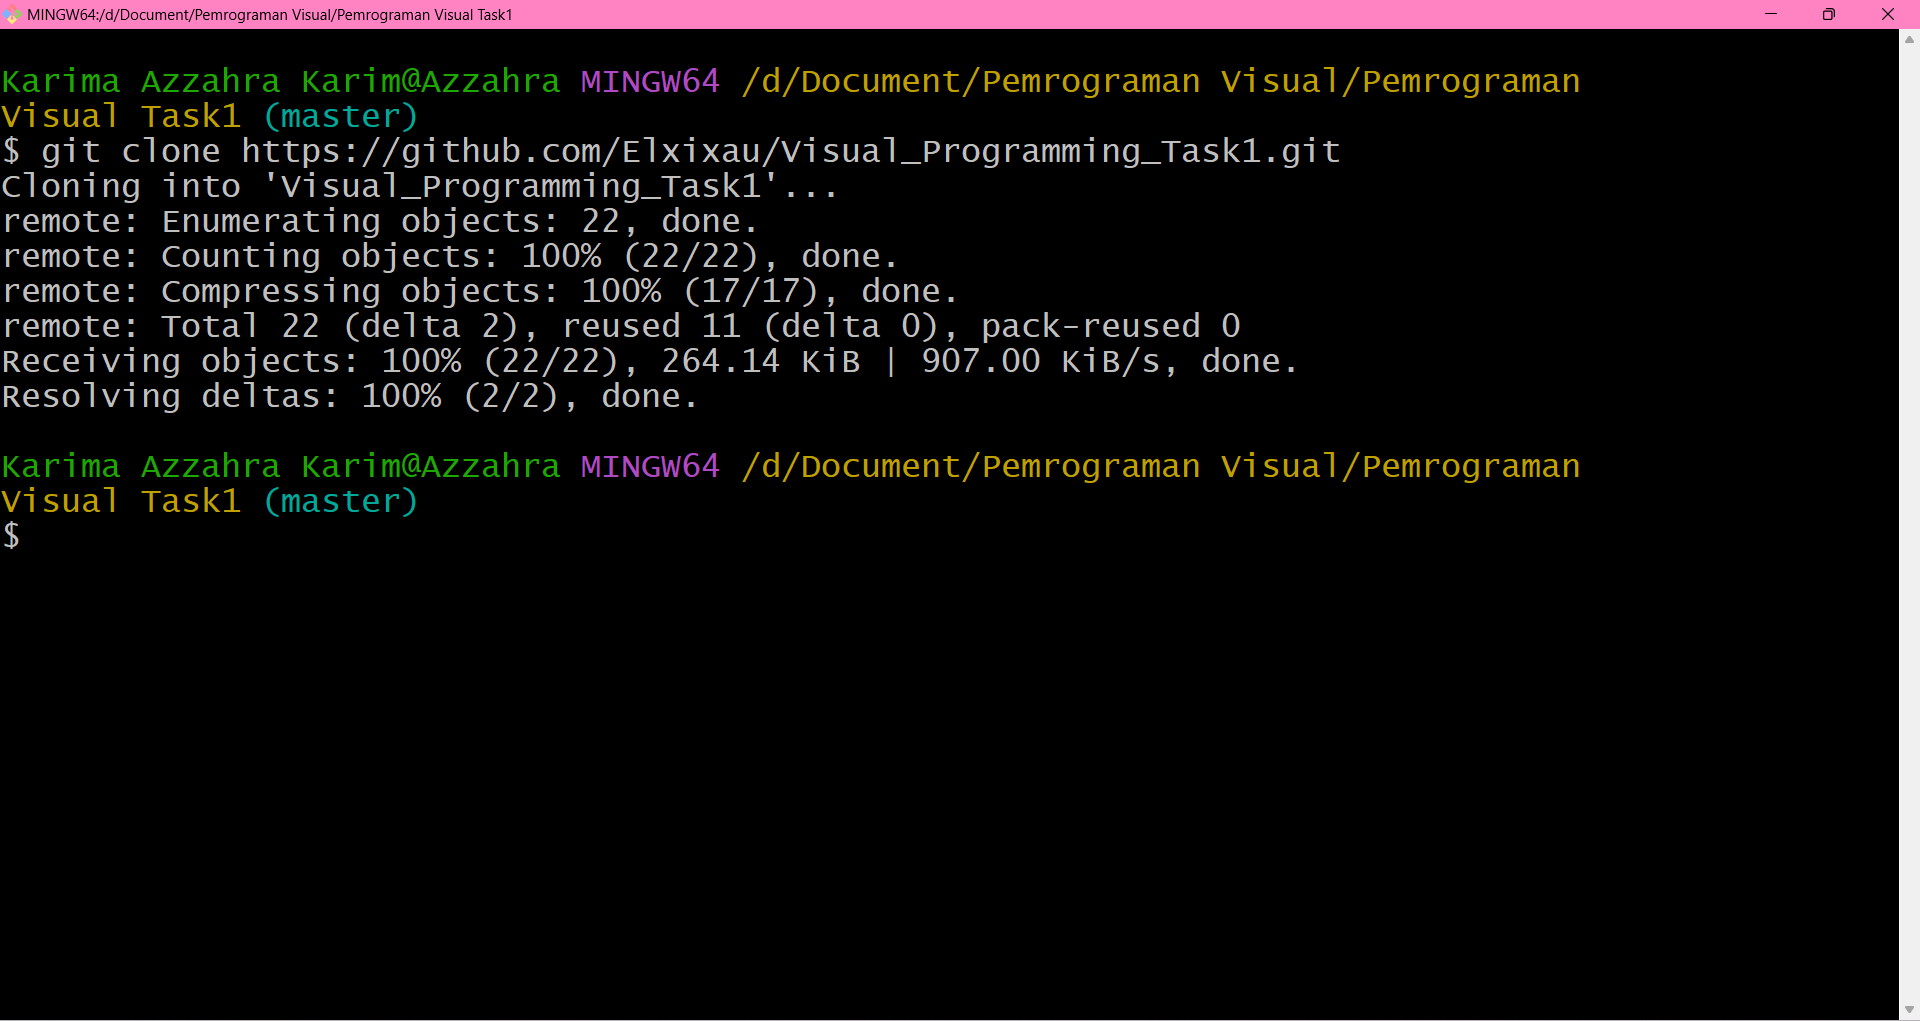 MINGW64:/d/Document/Pemrograman Visual/Pemrograman Visual Task1
Karima Azzahra Karim@Azzahra MINGW64 /d/Document/Pemrograman Visual/Pemrograman
Visual Task1 (master)
$ git clone https://github.com/Elxixau/Visual_Programming_Task1.git
Cloning into 'Visual_Programming_Task1'...
remote: Enumerating objects: 22, done.
remote: Counting objects: 100% (22/22), done.
remote: Compressing objects: 100% (17/17), done.
remote: Total 22 (delta 2), reused 11 (delta 0), pack-reused 0
Receiving objects: 100% (22/22), 264.14 KiB | 907.00 KiB/s, done.
Resolving deltas: 100% (2/2), done.
Karima Azzahra Karim@Azzahra MINGW64 /d/Document/Pemrograman Visual/Pemrograman
Visual Task1 (master)
$